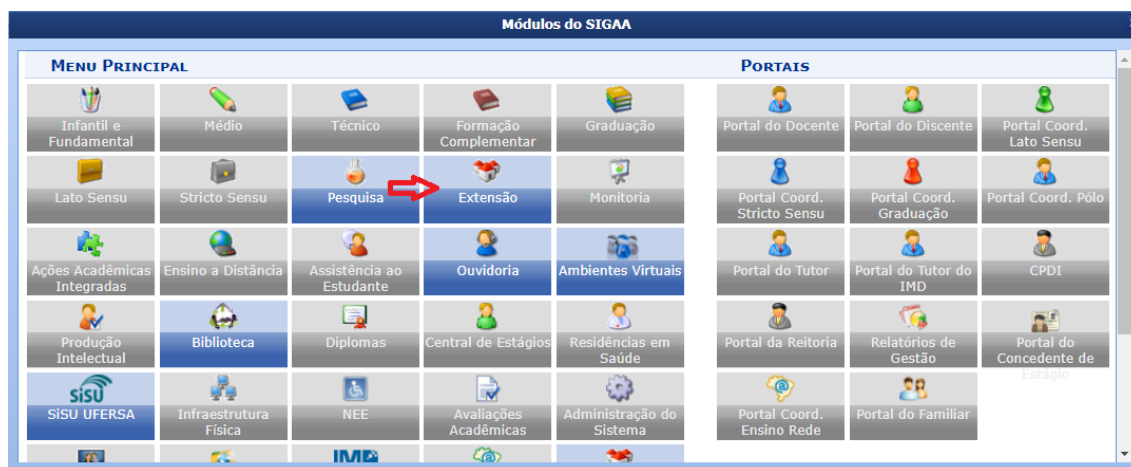 Módulos do SIGAA
MENU PRINCIPAL
PORTAIS
Infantil e
Fundamental
Médio
Técnico
Formação
Complementar
Graduação
Portal do Docente
Portal do Discente
Portal Coord.
Lato Sensu
Lato Sensu
Stricto Sensu
Pesquisa
Extensão
Monitoria
Portal Coord.
Stricto Sensu
Portal Coord.
Graduação
Portal Coord. Pólo
Ações Acadêmicas
Integradas
Ensino a Distância
Assistência ao
Estudante
Ouvidoria
Ambientes Virtuais
Portal do Tutor
Portal do Tutor do
IMD
CPDI
Produção
Intelectual
Biblioteca
Diplomas
Central de Estágios
Residências em
Saúde
Portal da Reitoria
Relatórios de
Gestão
Portal do
Concedente de
Estágio
siSU
SiSU UFERSA
Infraestrutura
Física
NEE
Avaliações
Acadêmicas
Administração do
Sistema
Portal Coord.
Ensino Rede
Portal do Familiar